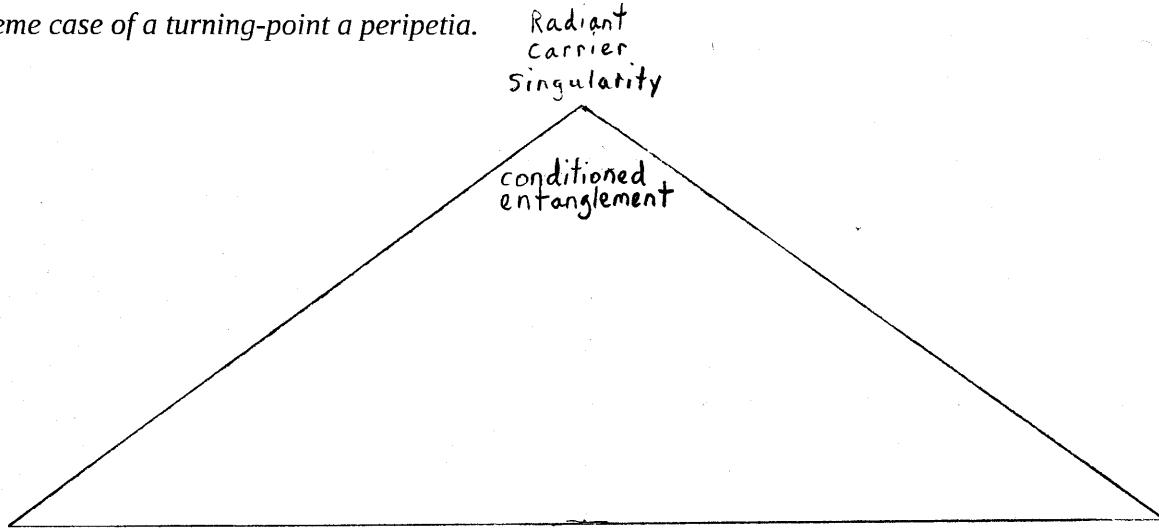 eme case of a turning-point a peripetia.
Radiant
Carrier
Singularity
conditioned
entanglement